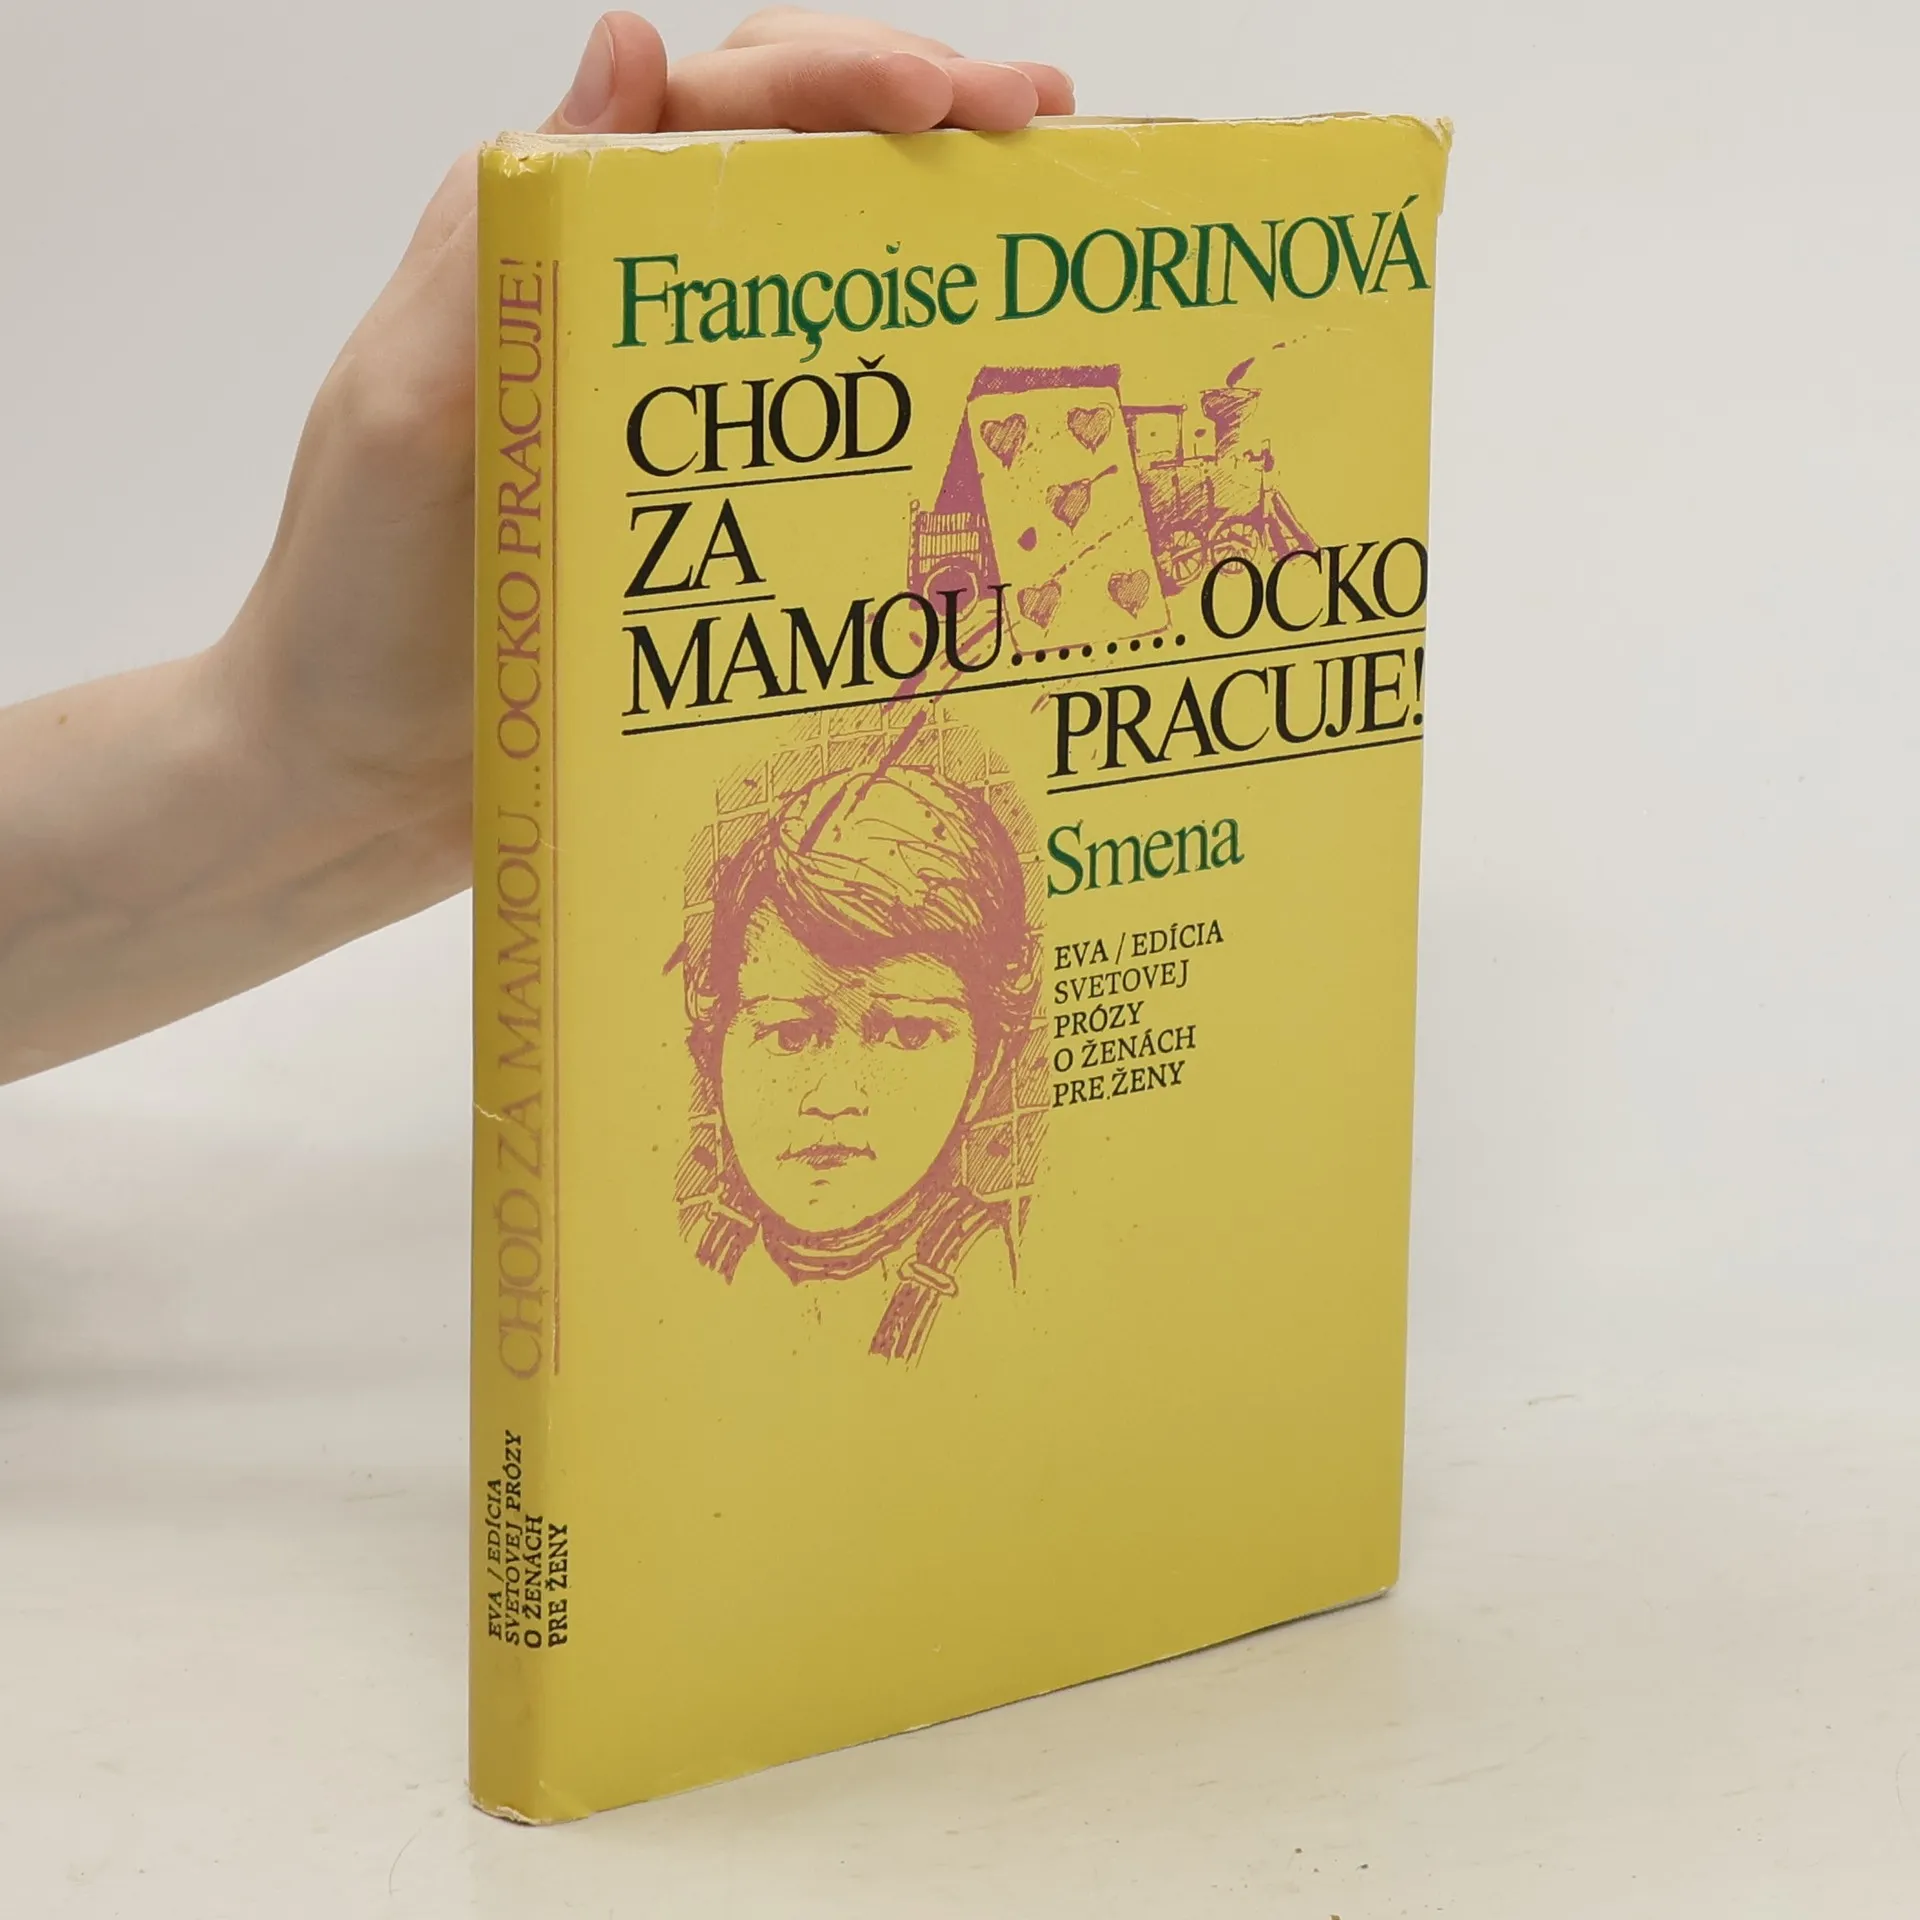 Françoise DORINOVÁ
CHOĎ
ZA
MAMOU........OCKO
PRACUJE!
Smena
EVA / EDÍCIA
SVETOVEJ
PRÓZY
O ŽENÁCH
PRE ŽENY
CHOĎ ZA MAMOU...OCKO PRACUJE!
EVA / EDÍCIA
SVETOVEJ PRÓZY
O ŽENÁCH
PRE ŽENY